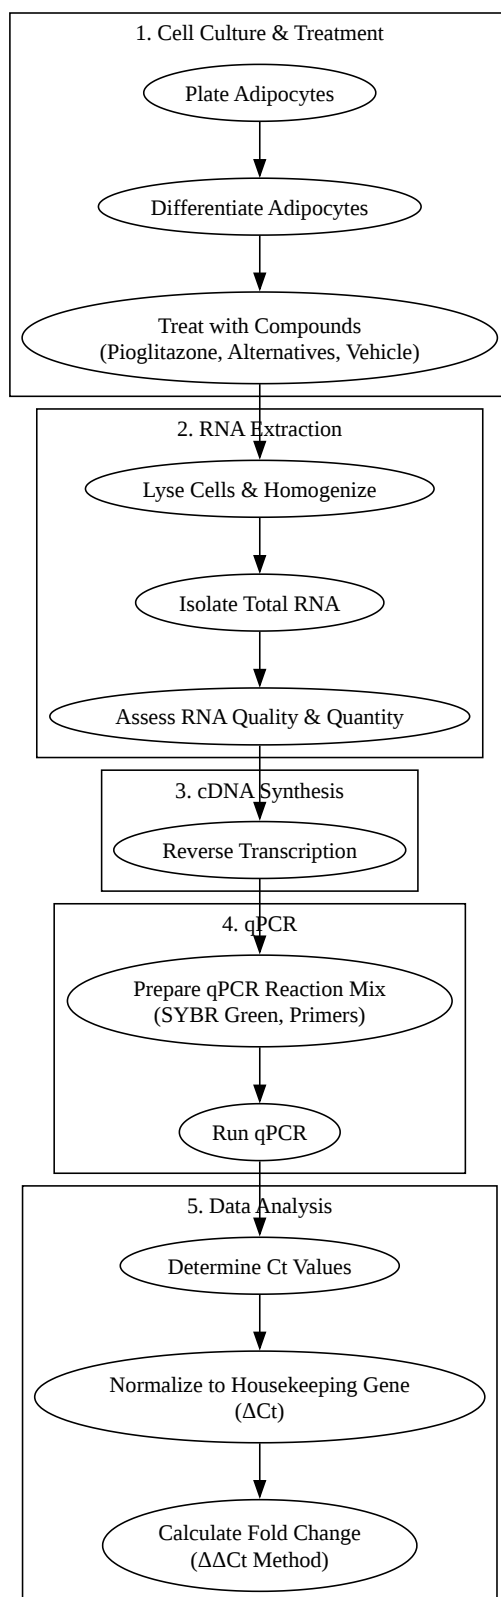 1. Cell Culture & Treatment
Plate Adipocytes
Differentiate Adipocytes
Treat with Compounds
(Pioglitazone, Alternatives, Vehicle)
2. RNA Extraction
Lyse Cells & Homogenize
Isolate Total RNA
Assess RNA Quality & Quantity
3. cDNA Synthesis
Reverse Transcription
4. qPCR
Prepare qPCR Reaction Mix
(SYBR Green, Primers)
Run qPCR
5. Data Analysis
Determine Ct Values
Normalize to Housekeeping Gene
(ΔCt)
Calculate Fold Change
(ΔΔCt Method)